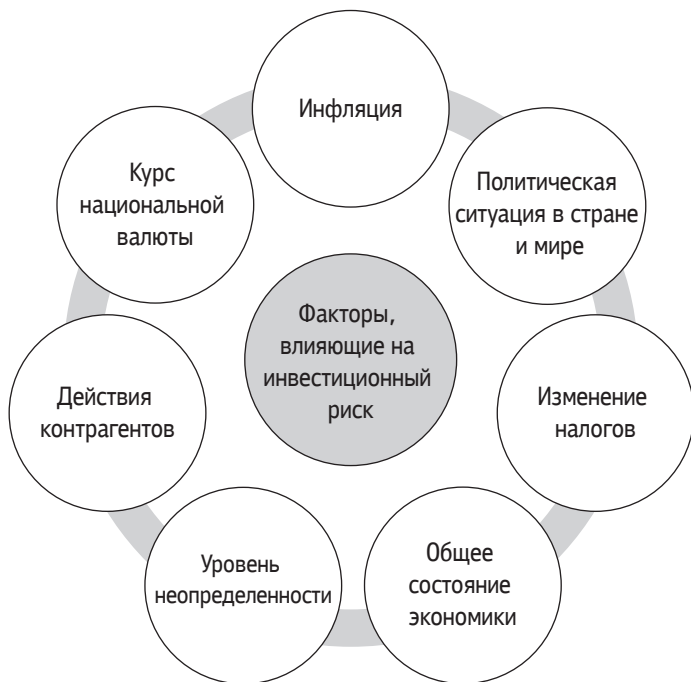 Инфляция
Политическая
ситуация в стране
и мире
Изменение
налогов
Общее
состояние
экономики
Уровень
неопределенности
Действия
контрагентов
Курс
национальной
валюты
Факторы,
влияющие на
инвестиционный
риск